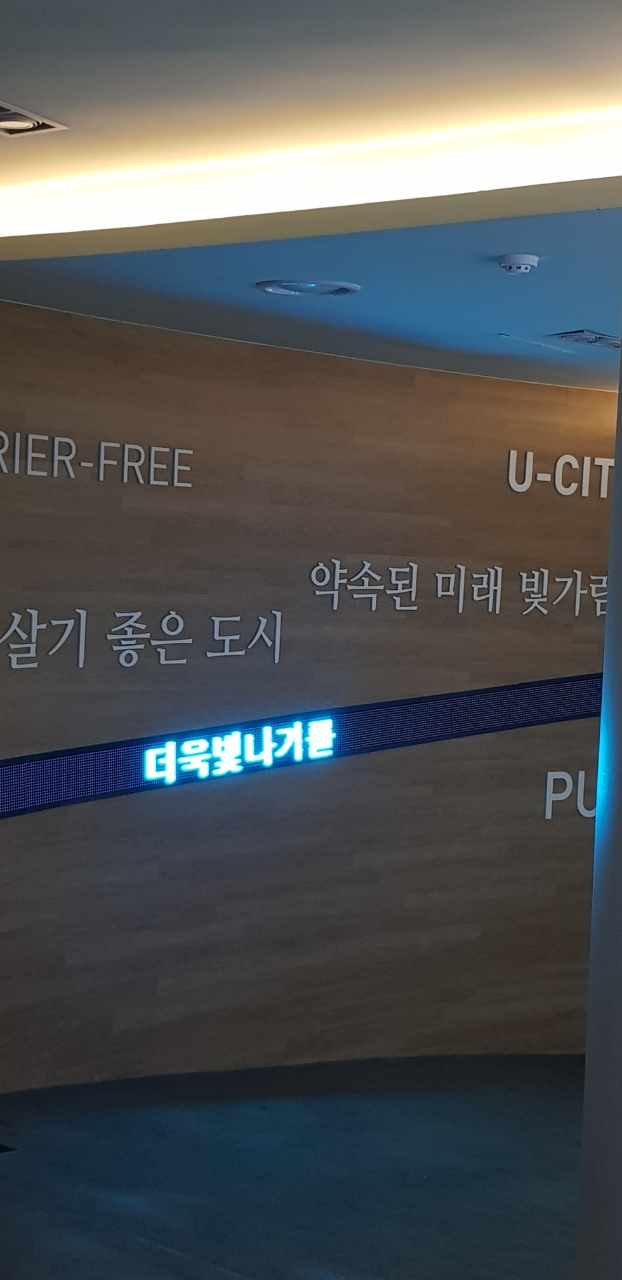 RIER-FREE
U-CIT
약속된 미래 빛가람
살기 좋은 도시
더욱빛나기를
PU